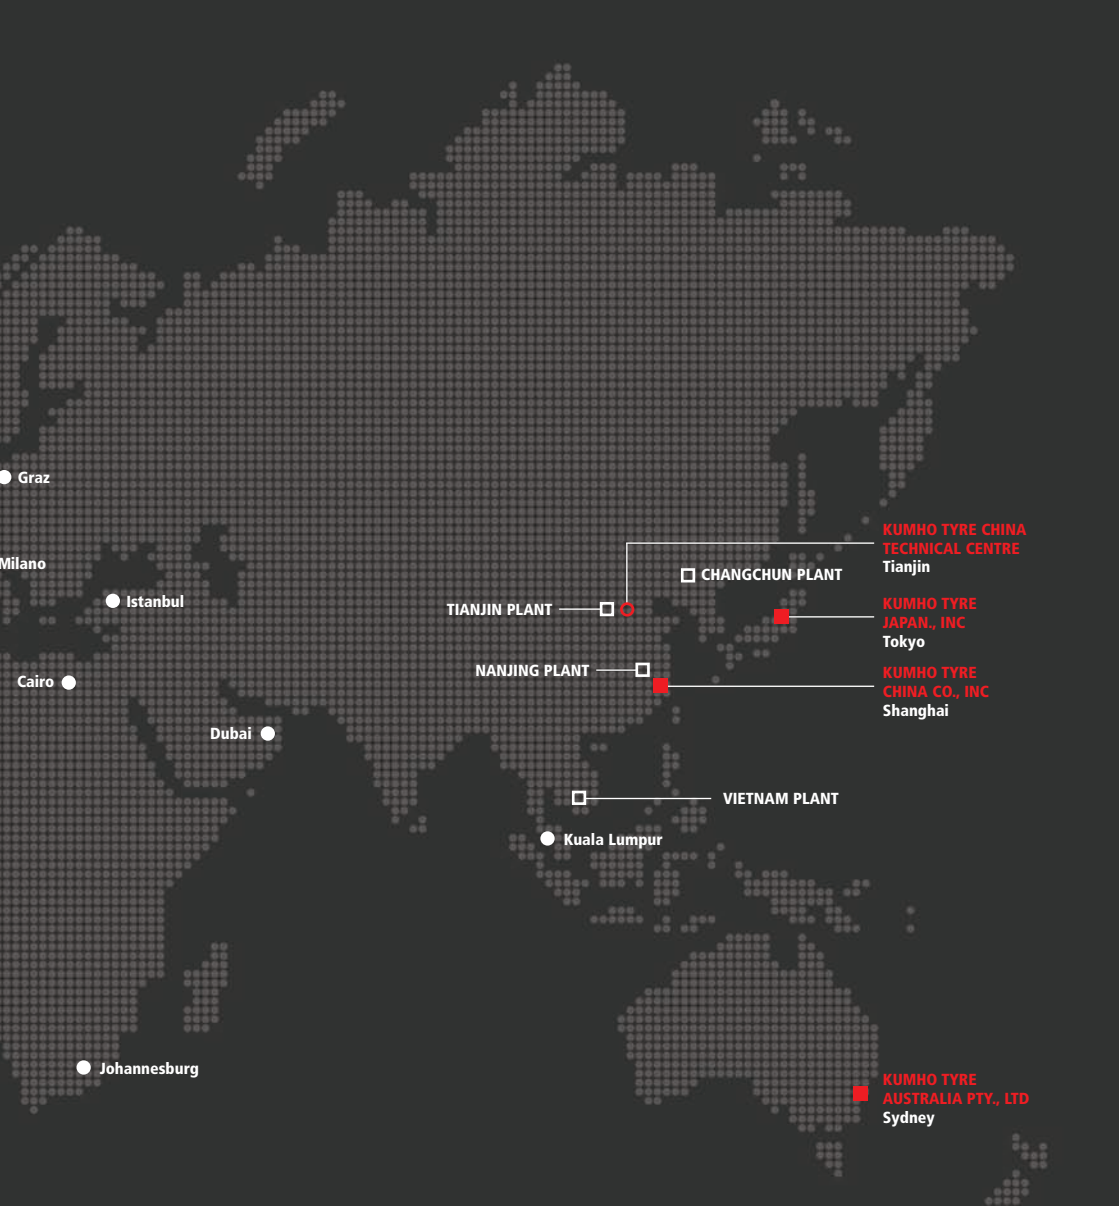 Graz
KUMHO TYRE CHINA
TECHNICAL CENTRE
Tianjin
Milano
CHANGCHUN PLANT
Istanbul
TIANJIN PLANT
KUMHO TYRE
JAPAN., INC
Tokyo
NANJING PLANT
KUMHO TYRE
CHINA CO., INC
Shanghai
Cairo
Dubai
VIETNAM PLANT
Kuala Lumpur
Johannesburg
KUMHO TYRE
AUSTRALIA PTY., LTD
Sydney